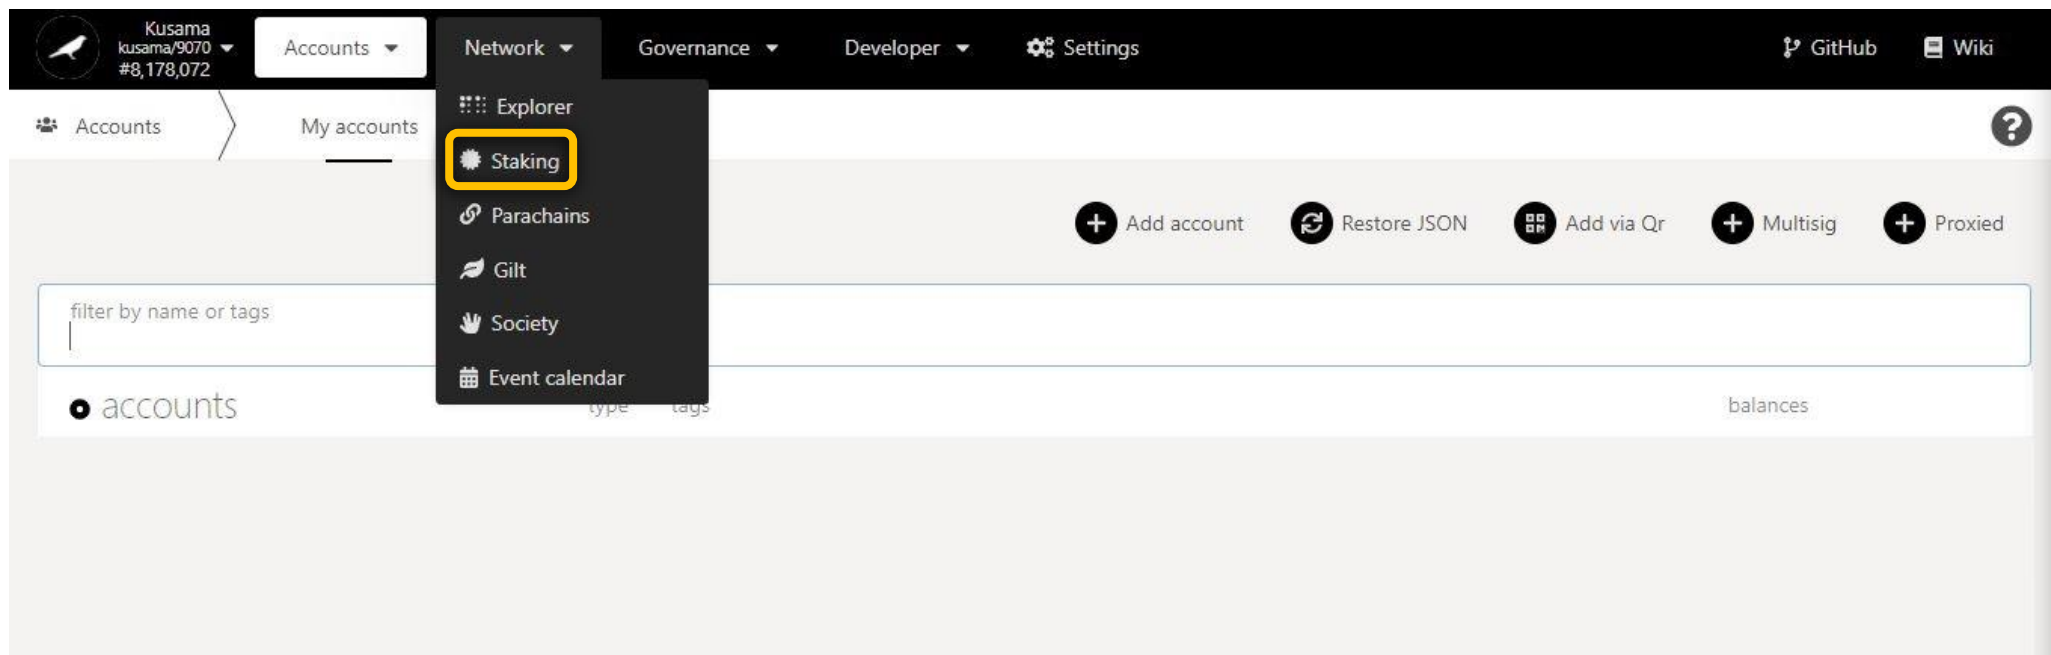 Kusama
kusama/9070
#8,178,072
Accounts
Network
Governance
Developer
Settings
GitHub
Wiki
Accounts
My accounts
Explorer
Staking
Parachains
Gilt
Society
Event calendar
Add account
Restore JSON
Add via Qr
Multisig
Proxied
filter by name or tags
accounts
type
tags
balances